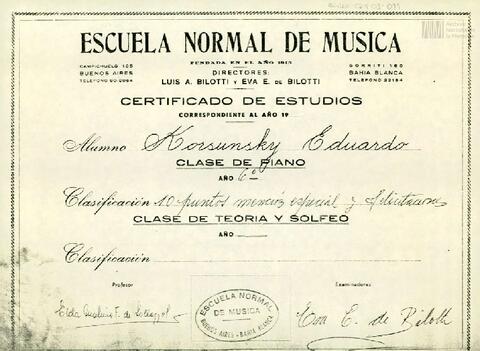 ESCUELA NORMAL DE MUSICA
FUNDADA EN EL AÑO 1915
CAMPICHUELO 105
BUENOS AIRES
DIRECTORES:
LUIS A. BILOTTI Y EVA E. DE BILOTTI
BAHIA BLANCA
CERTIFICADO DE ESTUDIOS
CORRESPONDIENTE AL AÑO 19
Alumno Korsunsky Eduardo
CLASE DE PIANO
AÑO 6º
Clasificación 10 puntos mención especial y felicitaciones
CLASE DE TEORIA Y SOLFEO
AÑO
Clasificación
Profesor
Examinadores
Elda
ESCUELA NORMAL DE MUSICA
BUENOS AIRES - BAHIA BLANCA
Eva E. de Bilotti